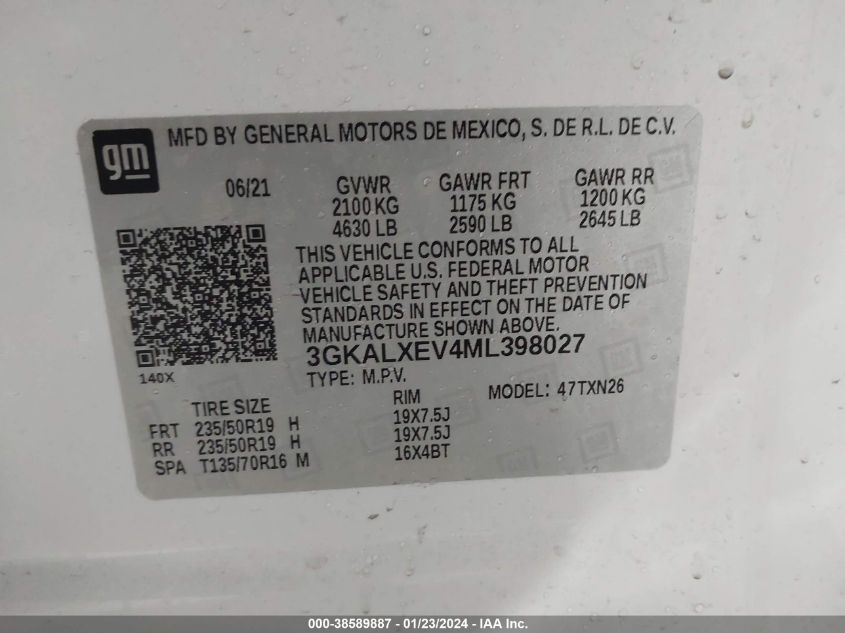 gm
MFD BY GENERAL MOTORS DE MEXICO, S. DE R.L. DE C.V.
06/21 GVWR GAWR FRT GAWR RR
2100 KG 1175 KG 1200 KG
4630 LB 2590 LB 2645 LB
THIS VEHICLE CONFORMS TO ALL
APPLICABLE U.S. FEDERAL MOTOR
VEHICLE SAFETY AND THEFT PREVENTION
STANDARDS IN EFFECT ON THE DATE OF
MANUFACTURE SHOWN ABOVE.
3GKALXEV4ML398027
140X
TYPE: M.P.V.
TIRE SIZE RIM MODEL: 47TXN26
FRT 235/50R19 H 19X7.5J
RR 235/50R19 H 19X7.5J
SPA T135/70R16 M 16X4BT
000-38589887 - 01/23/2024 - IAA Inc.